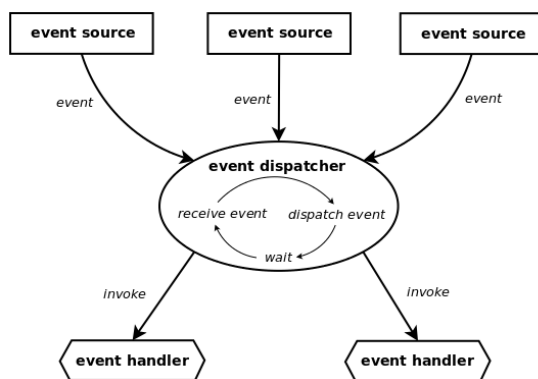 event source
event source
event source
event
event
event
event dispatcher
receive event
dispatch event
wait
invoke
invoke
event handler
event handler